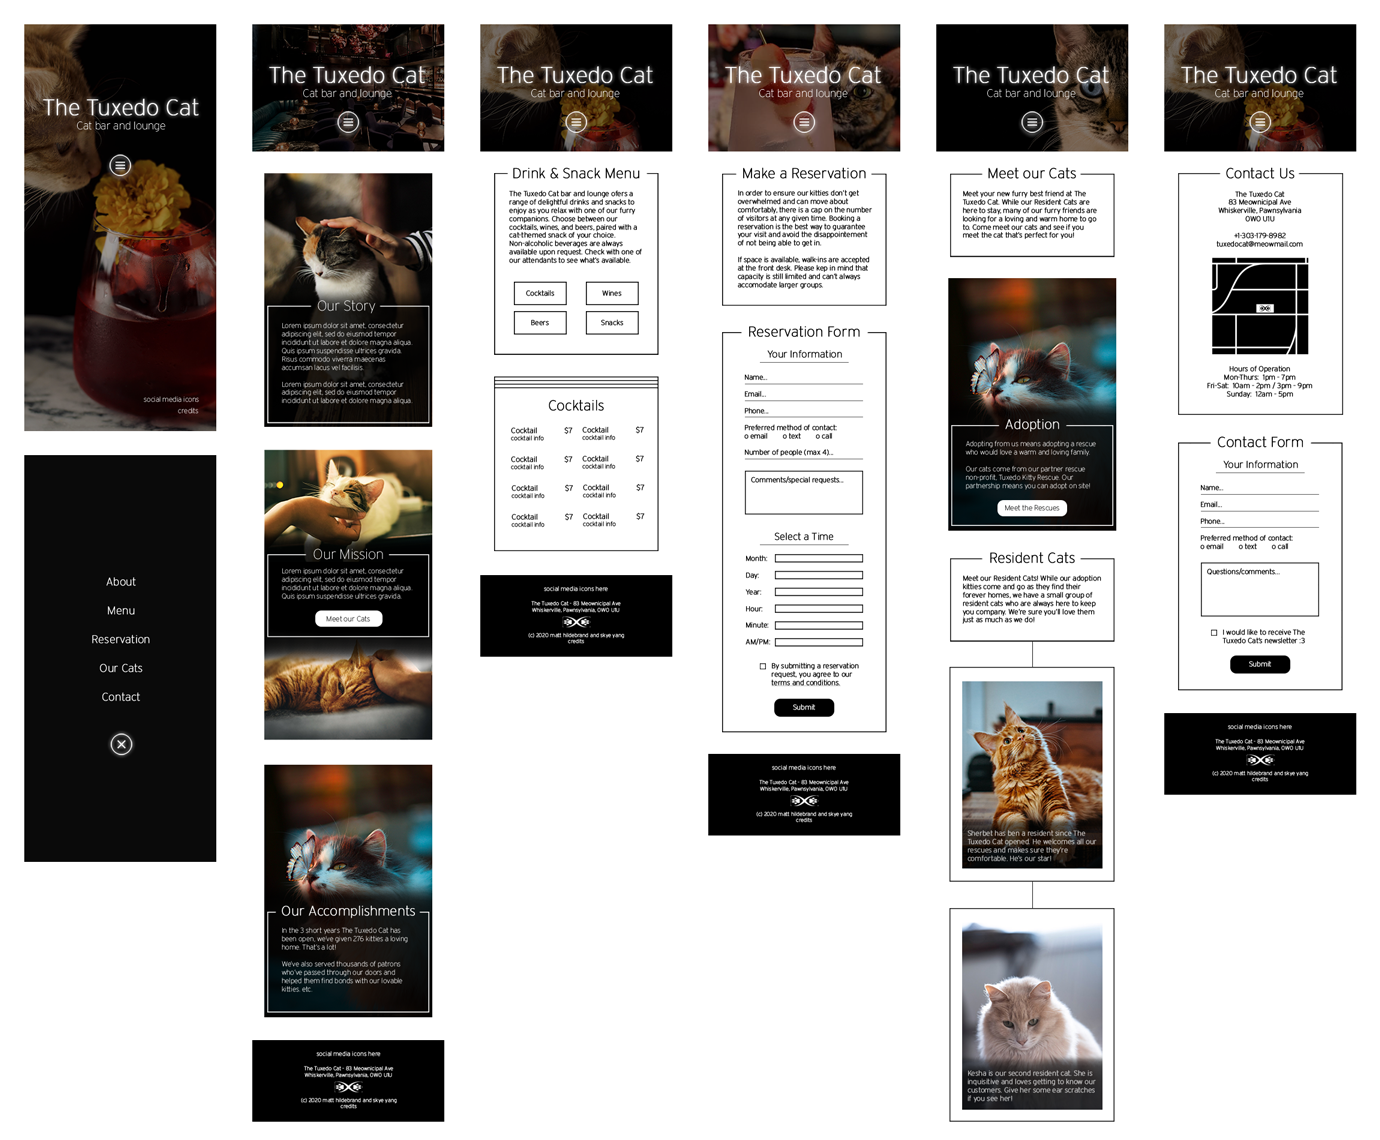 The Tuxedo Cat
Cat bar and lounge
social media icons
credits
About
Menu
Reservation
Our Cats
Contact
The Tuxedo Cat
Cat bar and lounge
Our Story
Lorem ipsum dolor sit amet, consectetur
adipiscing elit, sed do eiusmod tempor
incididunt ut labore et dolore magna aliqua.
Quis ipsum suspendisse ultrices gravida.
Risus commodo viverra maecenas
accumsan lacus vel facilisis.
Lorem ipsum dolor sit amet, consectetur
adipiscing elit, sed do eiusmod tempor
incididunt ut labore et dolore magna aliqua.
Our Mission
Lorem ipsum dolor sit amet, consectetur
adipiscing elit, sed do eiusmod tempor
incididunt ut labore et dolore magna aliqua.
Quis ipsum suspendisse ultrices gravida.
Meet our Cats
Our Accomplishments
In the 3 short years The Tuxedo Cat has
been open, we've given 276 kitties a loving
home. That's a lot!
We've also served thousands of patrons
who've passed through our doors and
helped them find bonds with our lovable
kitties. etc.
social media icons here
The Tuxedo Cat - 83 Meownicipal Ave
Whiskerville, Pawnsylvania, OWO U1U
(c) 2020 matt hildebrand and skye yang
credits
The Tuxedo Cat
Cat bar and lounge
Drink & Snack Menu
The Tuxedo Cat bar and lounge ofers a
range of delightful drinks and snacks to
enjoy as you relax with one of our furry
companions. Choose between our
cocktails, wines, and beers, paired with a
cat-themed snack of your choice.
Non-alcoholic beverages are always
available upon request. Check with one of
our attendants to see what's available.
Cocktails Wines
Beers Snacks
Cocktails
Cocktail $7 Cocktail $7
cocktail info cocktail info
Cocktail $7 Cocktail $7
cocktail info cocktail info
Cocktail $7 Cocktail $7
cocktail info cocktail info
Cocktail $7 Cocktail $7
cocktail info cocktail info
social media icons here
The Tuxedo Cat - 83 Meownicipal Ave
Whiskerville, Pawnsylvania, OWO U1U
(c) 2020 matt hildebrand and skye yang
credits
The Tuxedo Cat
Cat bar and lounge
Make a Reservation
In order to ensure our kitties don't get
overwhelmed and can move about
comfortably, there is a cap on the number
of visitors at any given time. Booking a
reservation is the best way to guarantee
your visit and avoid the disappointement
of not being able to get in.
If space is available, walk-ins are accepted
at the front desk. Please kep in mind that
capacity is still limited and can't always
accomodate larger groups.
Reservation Form
Your Information
Name...
Email...
Phone...
Preferred method of contact:
o email o text o call
Number of people (max 4)...
Comments/special requests...
Select a Time
Month:
Day:
Year:
Hour:
Minute:
AM/PM:
By submitting a reservation
request, you agree to our
terms and conditions.
Submit
social media icons here
The Tuxedo Cat - 83 Meownicipal Ave
Whiskerville, Pawnsylvania, OWO U1U
(c) 2020 matt hildebrand and skye yang
credits
The Tuxedo Cat
Cat bar and lounge
Meet our Cats
Meet your new furry best friend at The
Tuxedo Cat. While our Resident Cats are
here to stay, many of our furry friends are
looking for a loving and warm home to go
to. Come meet our cats and see if you
meet the cat that's perfect for you!
Adoption
Adopting from us means adopting a rescue
who would love a warm and loving family.
Our cats come from our partner rescue
non-profit, Tuxedo Kitty Rescue. Our
partnership means you can adopt on site!
Meet the Rescues
Resident Cats
Meet our Resident Cats! While our adoption
kitties come and go as they find their
forever homes, we have a small group of
resident cats who are always here to keep
you company. We're sure you'll love them
just as much as we do!
Sherbet has ben a resident since The
Tuxedo Cat opened. He welcomes all our
rescues and makes sure they're
comfortable. He's our star!
Kesha is our second resident cat. She is
inquisitive and loves getting to know our
customers. Give her some ear scratches
if you see her!
The Tuxedo Cat
Cat bar and lounge
Contact Us
The Tuxedo Cat
83 Meownicipal Ave
Whiskerville, Pawnsylvania
OWO U1U
+1-303-179-8982
tuxedocat@meowmail.com
Hours of Operation
Mon-Thurs: 1pm - 7pm
Fri-Sat: 10am - 2pm / 3pm - 9pm
Sunday: 12am - 5pm
Contact Form
Your Information
Name...
Email...
Phone...
Preferred method of contact:
o email o text o call
Questions/comments...
I would like to receive The
Tuxedo Cat's newsletter :3
Submit
social media icons here
The Tuxedo Cat - 83 Meownicipal Ave
Whiskerville, Pawnsylvania, OWO U1U
(c) 2020 matt hildebrand and skye yang
credits